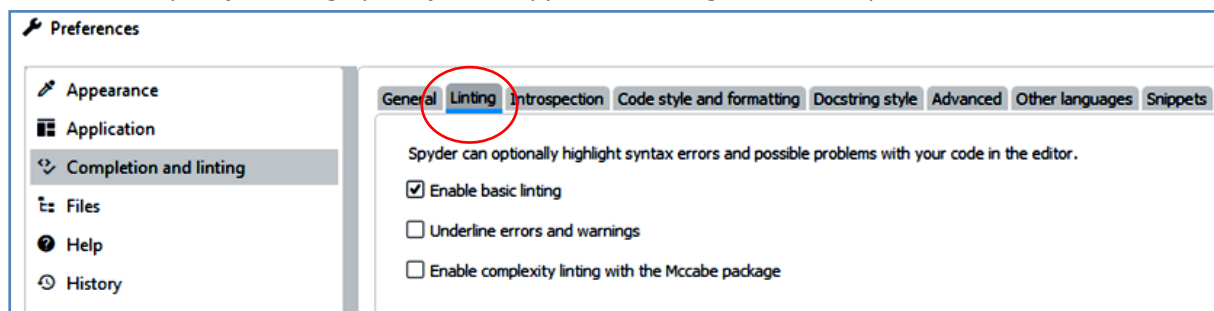 Preferences
Appearance
Application
Completion and linting
Files
Help
History
General Linting Introspection Code style and formatting Docstring style Advanced Other languages Snippets
Spyder can optionally highlight syntax errors and possible problems with your code in the editor.
Enable basic linting
Underline errors and warnings
Enable complexity linting with the Mccabe package